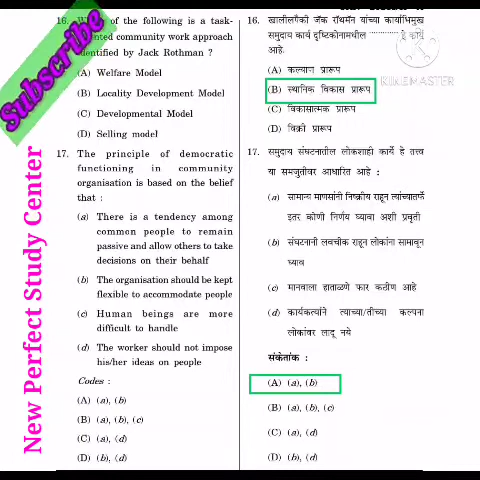 Subscribe
New Perfect Study Center
KINEMASTER
16. of the following is a task-
community work approach
identified by Jack Rothman?
(A) Welfare Model
(B) Locality Development Model
(C) Developmental Model
(D) Selling model
17. The principle of democratic
functioning in community
organisation is based on the belief
that :
(a) There is a tendency among
common people to remain
passive and allow others to take
decisions on their behalf
(b) The organisation should be kept
flexible to accommodate people
(c) Human beings are more
difficult to handle
(d) The worker should not impose
his/her ideas on people
Codes :
(A) (a), (b)
(B) (a), (b), (c)
(C) (a), (d)
(D) (b), (d)
16. खालीलपैकी जॅक रॉथमॅन यांच्या कार्याभिमुख
समुदाय कार्य दृष्टिकोनामधील .................. हे कार्य
आहे.
(A) कल्याण प्रारूप
(B) स्थानिक विकास प्रारूप
(C) विकासात्मक प्रारूप
(D) विक्री प्रारूप
17. समुदाय संघटनातील लोकशाही कार्य हे तत्त्व
या समजुतीवर आधारित आहे :
(a) सामान्य माणसांनी निष्क्रीय राहून त्यांच्यातर्फे
इतर कोणी निर्णय घ्यावा अशी प्रवृती
(b) संघटनानी लवचीक राहून लोकांना सामावून
घ्याव
(c) मानवाला हाताळणे फार कठीण आहे
(d) कार्यकर्त्याने त्याच्या/तीच्या कल्पना
लोकांवर लादू नये
संकेतांक :
(A) (a), (b)
(B) (a), (b), (c)
(C) (a), (d)
(D) (b), (d)